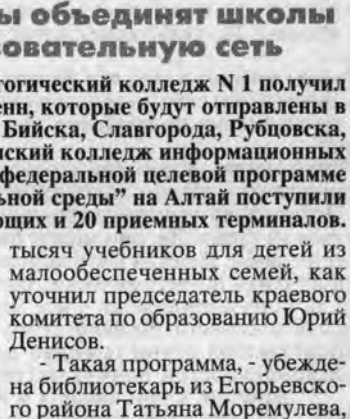 ы объединят школы
зовательную сеть
гогический колледж N 1 получил
енн, которые будут отправлены в
Бийска, Славгорода, Рубцовска,
ский колледж информационных
федеральной целевой программе
ьной среды” на Алтай поступили
ющих и 20 приемных терминалов.
тысяч учебников для детей из
малообеспеченных семей, как
уточнил председатель краевого
комитета по образованию Юрий
Денисов.
- Такая программа, - убежде-
на библиотекарь из Егорьевско-
го района Татьяна Моремулева,